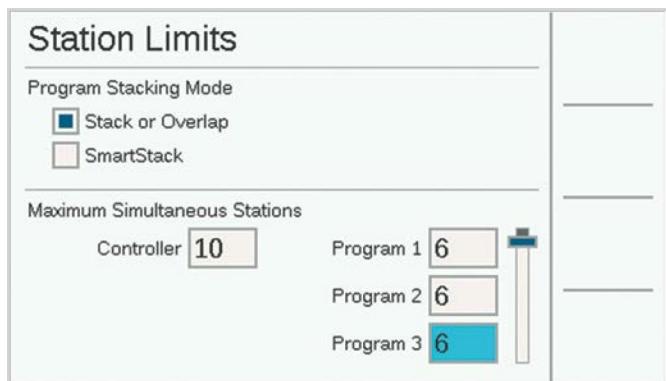 Station Limits
Program Stacking Mode
Stack or Overlap
SmartStack
Maximum Simultaneous Stations
Controller 10 Program 1 6
Program 2 6
Program 3 6